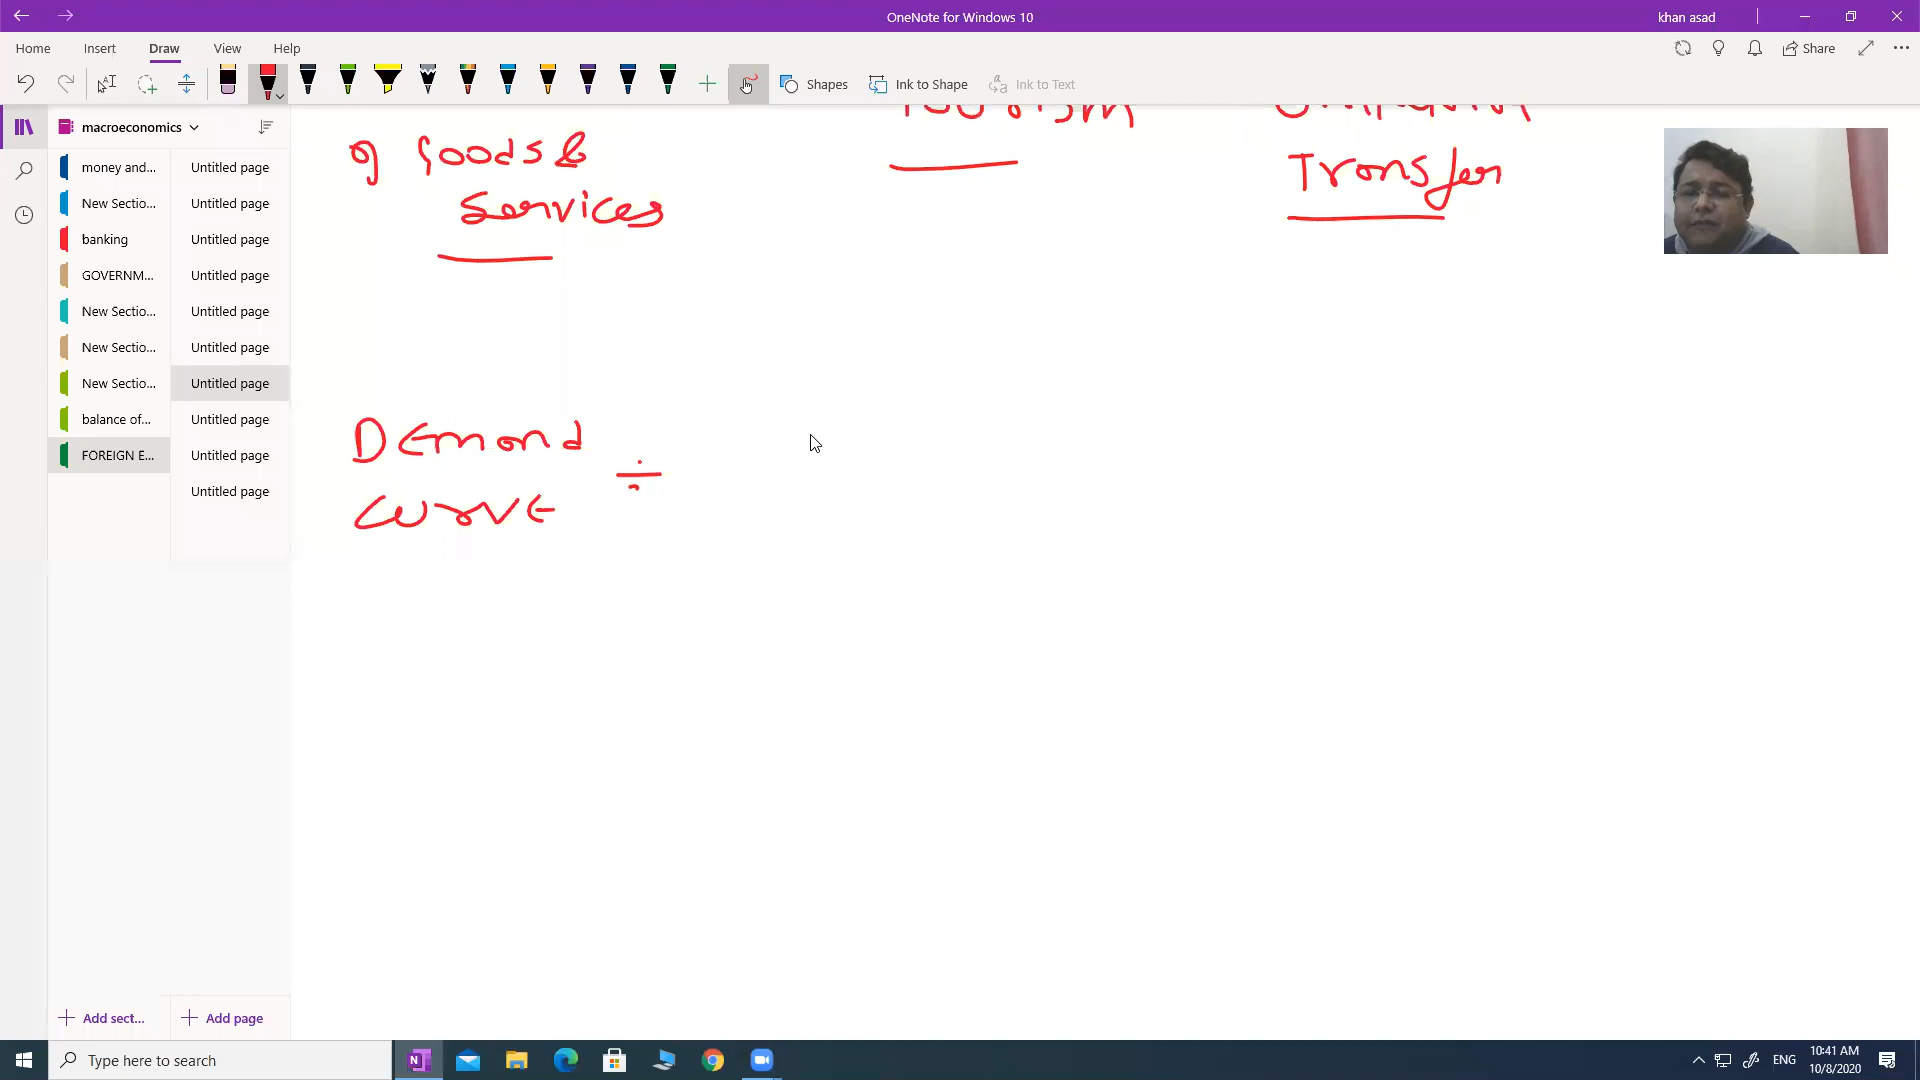 OneNote for Windows 10
khan asad
Home Insert Draw View Help
Share
Shapes
Ink to Shape
Ink to Text
macroeconomics
money and...
New Sectio...
banking
GOVERNM...
New Sectio...
New Sectio...
New Sectio...
balance of...
FOREIGN E...
Untitled page
Untitled page
Untitled page
Untitled page
Untitled page
Untitled page
Untitled page
Untitled page
Untitled page
Untitled page
of Goods &
Services
Tourism
Transfer
Demand
curve
Add sect...
Add page
Type here to search
ENG
10:41 AM
10/8/2020